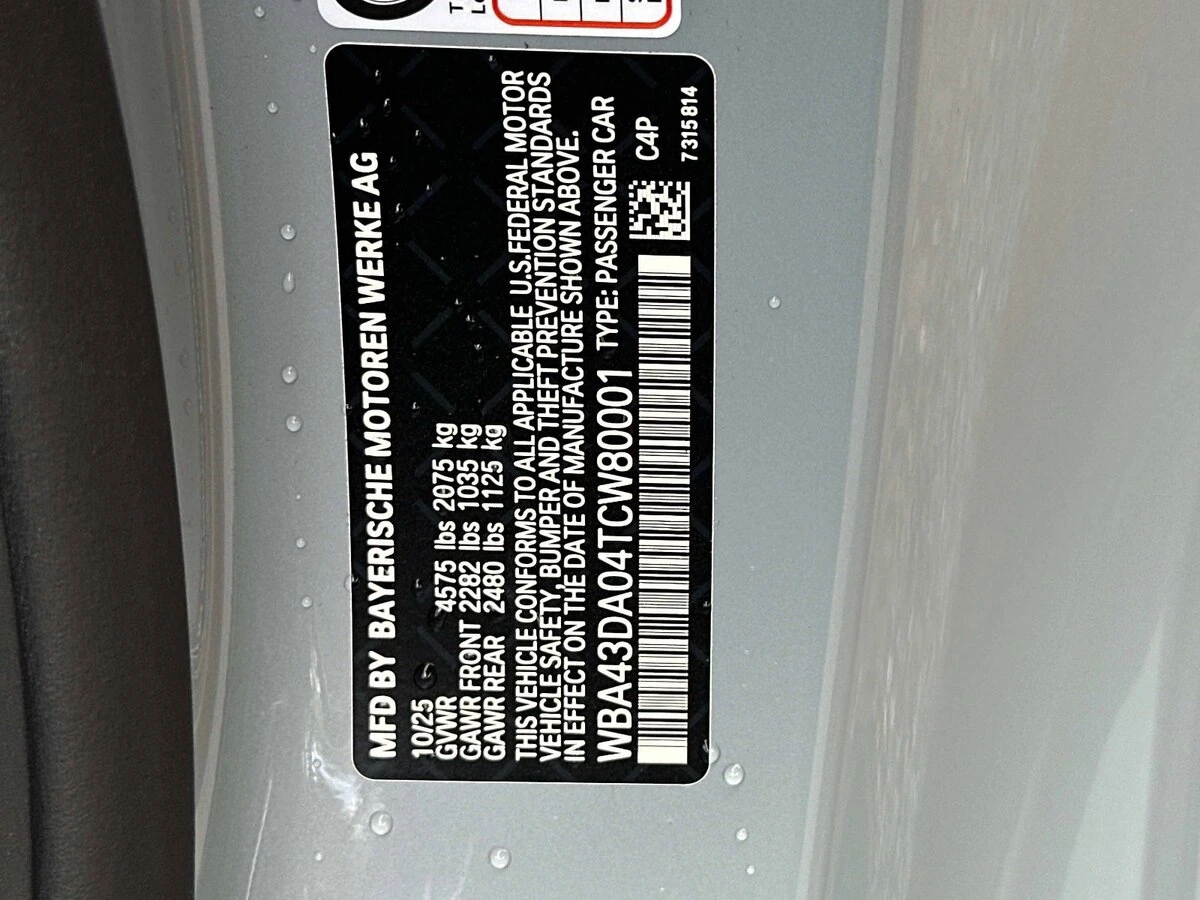 MFD BY BAYERISCHE MOTOREN WERKE AG
10/25
GVWR 4575 lbs 2075 kg
GAWR FRONT 2282 lbs 1035 kg
GAWR REAR 2480 lbs 1125 kg
THIS VEHICLE CONFORMS TO ALL APPLICABLE U.S.FEDERAL MOTOR
VEHICLE SAFETY, BUMPER AND THEFT PREVENTION STANDARDS
IN EFFECT ON THE DATE OF MANUFACTURE SHOWN ABOVE.
WBA43DA04TCW80001 TYPE: PASSENGER CAR
C4P
7315814